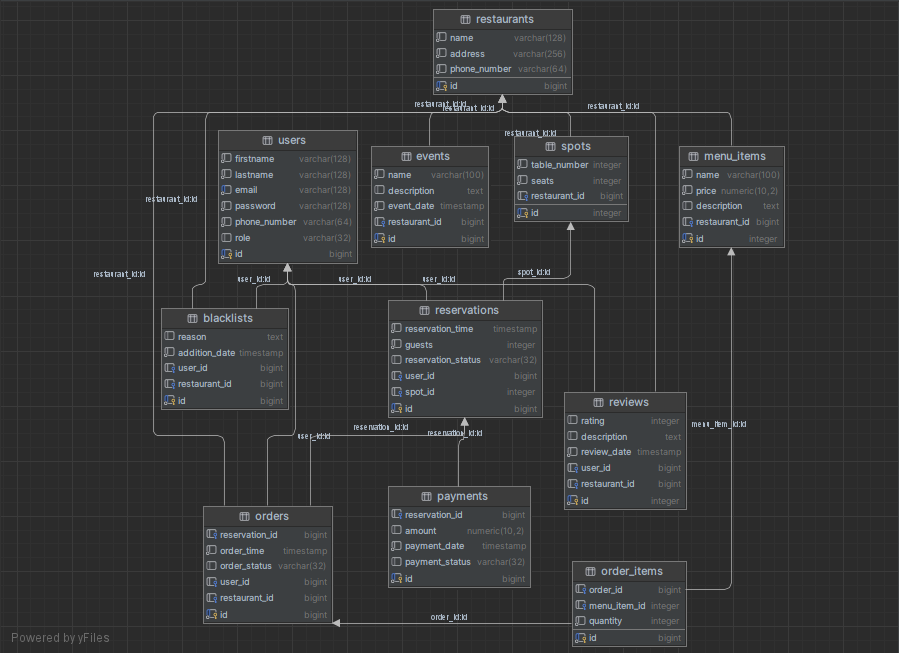 restaurants
name varchar(128)
address varchar(256)
phone_number varchar(64)
id bigint
restaurant_id:id
restaurant_id:id
restaurant_id:id
restaurant_id:id
users
firstname varchar(128)
lastname varchar(128)
email varchar(128)
password varchar(128)
phone_number varchar(64)
role varchar(32)
id bigint
events
name varchar(100)
description text
event_date timestamp
restaurant_id bigint
id bigint
spots
table_number integer
seats integer
restaurant_id bigint
id integer
menu_items
name varchar(100)
price numeric(10,2)
description text
restaurant_id bigint
id integer
restaurant_id:id
restaurant_id:id
user_id:id
user_id:id
user_id:id
spot_id:id
blacklists
reason text
addition_date timestamp
user_id bigint
restaurant_id bigint
id bigint
reservations
reservation_time timestamp
guests integer
reservation_status varchar(32)
user_id bigint
spot_id integer
id bigint
reviews
rating integer
description text
review_date timestamp
user_id bigint
restaurant_id bigint
id integer
user_id:id
reservation_id:id
reservation_id:id
menu_item_id:id
orders
reservation_id bigint
order_time timestamp
order_status varchar(32)
user_id bigint
restaurant_id bigint
id bigint
payments
reservation_id bigint
amount numeric(10,2)
payment_date timestamp
payment_status varchar(32)
id bigint
order_items
order_id bigint
menu_item_id integer
quantity integer
id bigint
order_id:id
Powered by yFiles